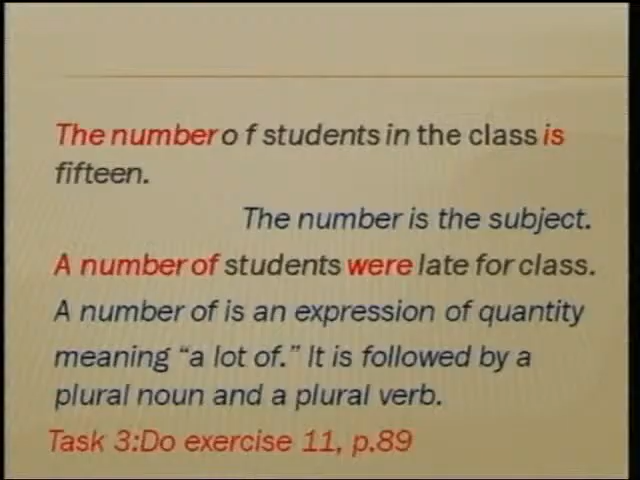 The number o f students in the class is
fifteen.
The number is the subject.
A number of students were late for class.
A number of is an expression of quantity
meaning “a lot of.” It is followed by a
plural noun and a plural verb.
Task 3:Do exercise 11, p.89